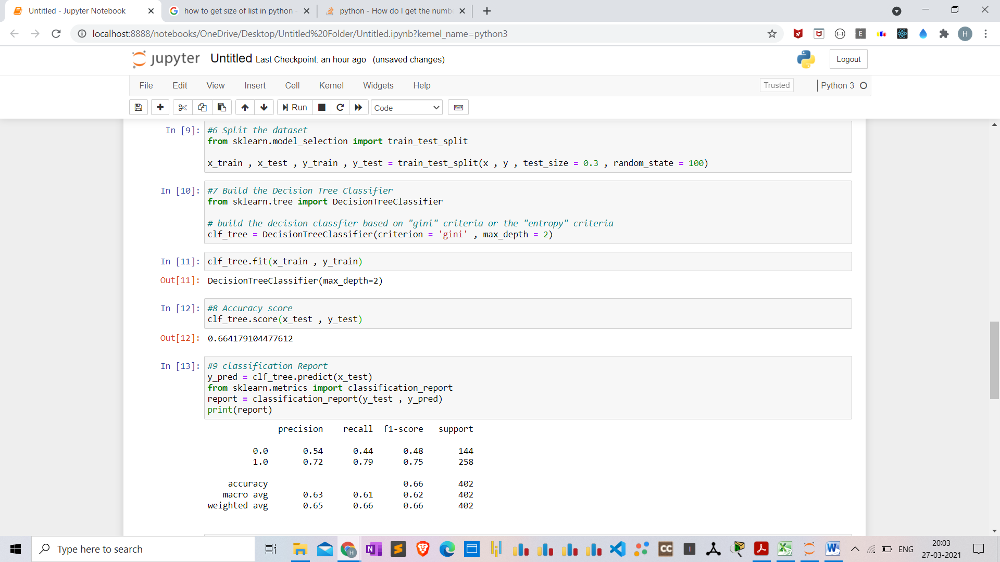 Untitled - Jupyter Notebook
how to get size of list in python -
python - How do I get the numbe
localhost:8888/notebooks/OneDrive/Desktop/Untitled%20Folder/Untitled.ipynb?kernel_name=python3
E
H
jupyter Untitled Last Checkpoint: an hour ago (unsaved changes)
Logout
File Edit View Insert Cell Kernel Widgets Help
Trusted
Python 3
Run
Code
In [9]: #6 Split the dataset
from sklearn.model_selection import train_test_split
x_train , x_test , y_train , y_test = train_test_split(x , y , test_size = 0.3 , random_state = 100)
In [10]: #7 Build the Decision Tree Classifier
from sklearn.tree import DecisionTreeClassifier
# build the decision classfier based on "gini" criteria or the "entropy" criteria
clf_tree = DecisionTreeClassifier(criterion = 'gini' , max_depth = 2)
In [11]: clf_tree.fit(x_train , y_train)
Out[11]: DecisionTreeClassifier(max_depth=2)
In [12]: #8 Accuracy score
clf_tree.score(x_test , y_test)
Out[12]: 0.664179104477612
In [13]: #9 classification Report
y_pred = clf_tree.predict(x_test)
from sklearn.metrics import classification_report
report = classification_report(y_test , y_pred)
print(report)
precision recall f1-score support
0.0 0.54 0.44 0.48 144
1.0 0.72 0.79 0.75 258
accuracy 0.66 402
macro avg 0.63 0.61 0.62 402
weighted avg 0.65 0.66 0.66 402
Type here to search
H
N
CC
I
W
ENG
20:03
27-03-2021